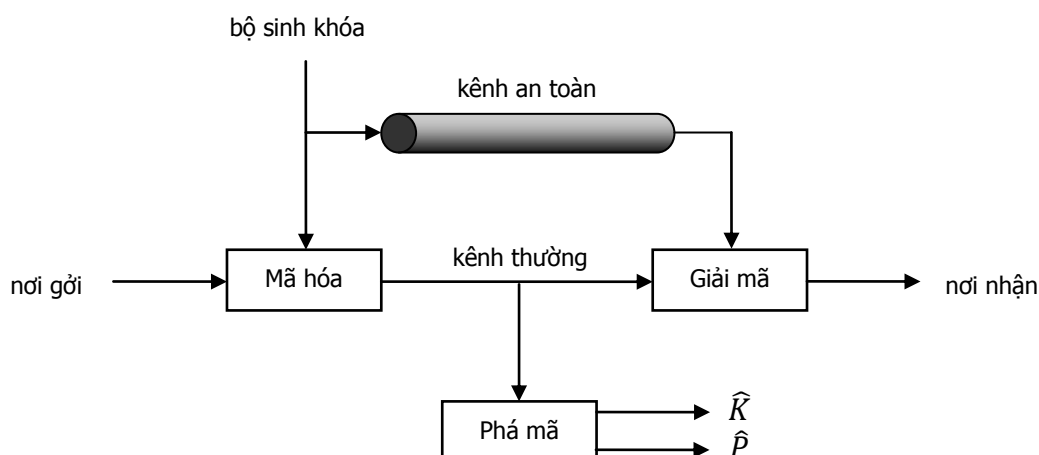 bộ sinh khóa
kênh an toàn
nơi gởi
Mã hóa
kênh thường
Giải mã
nơi nhận
Phá mã
K̂
P̂